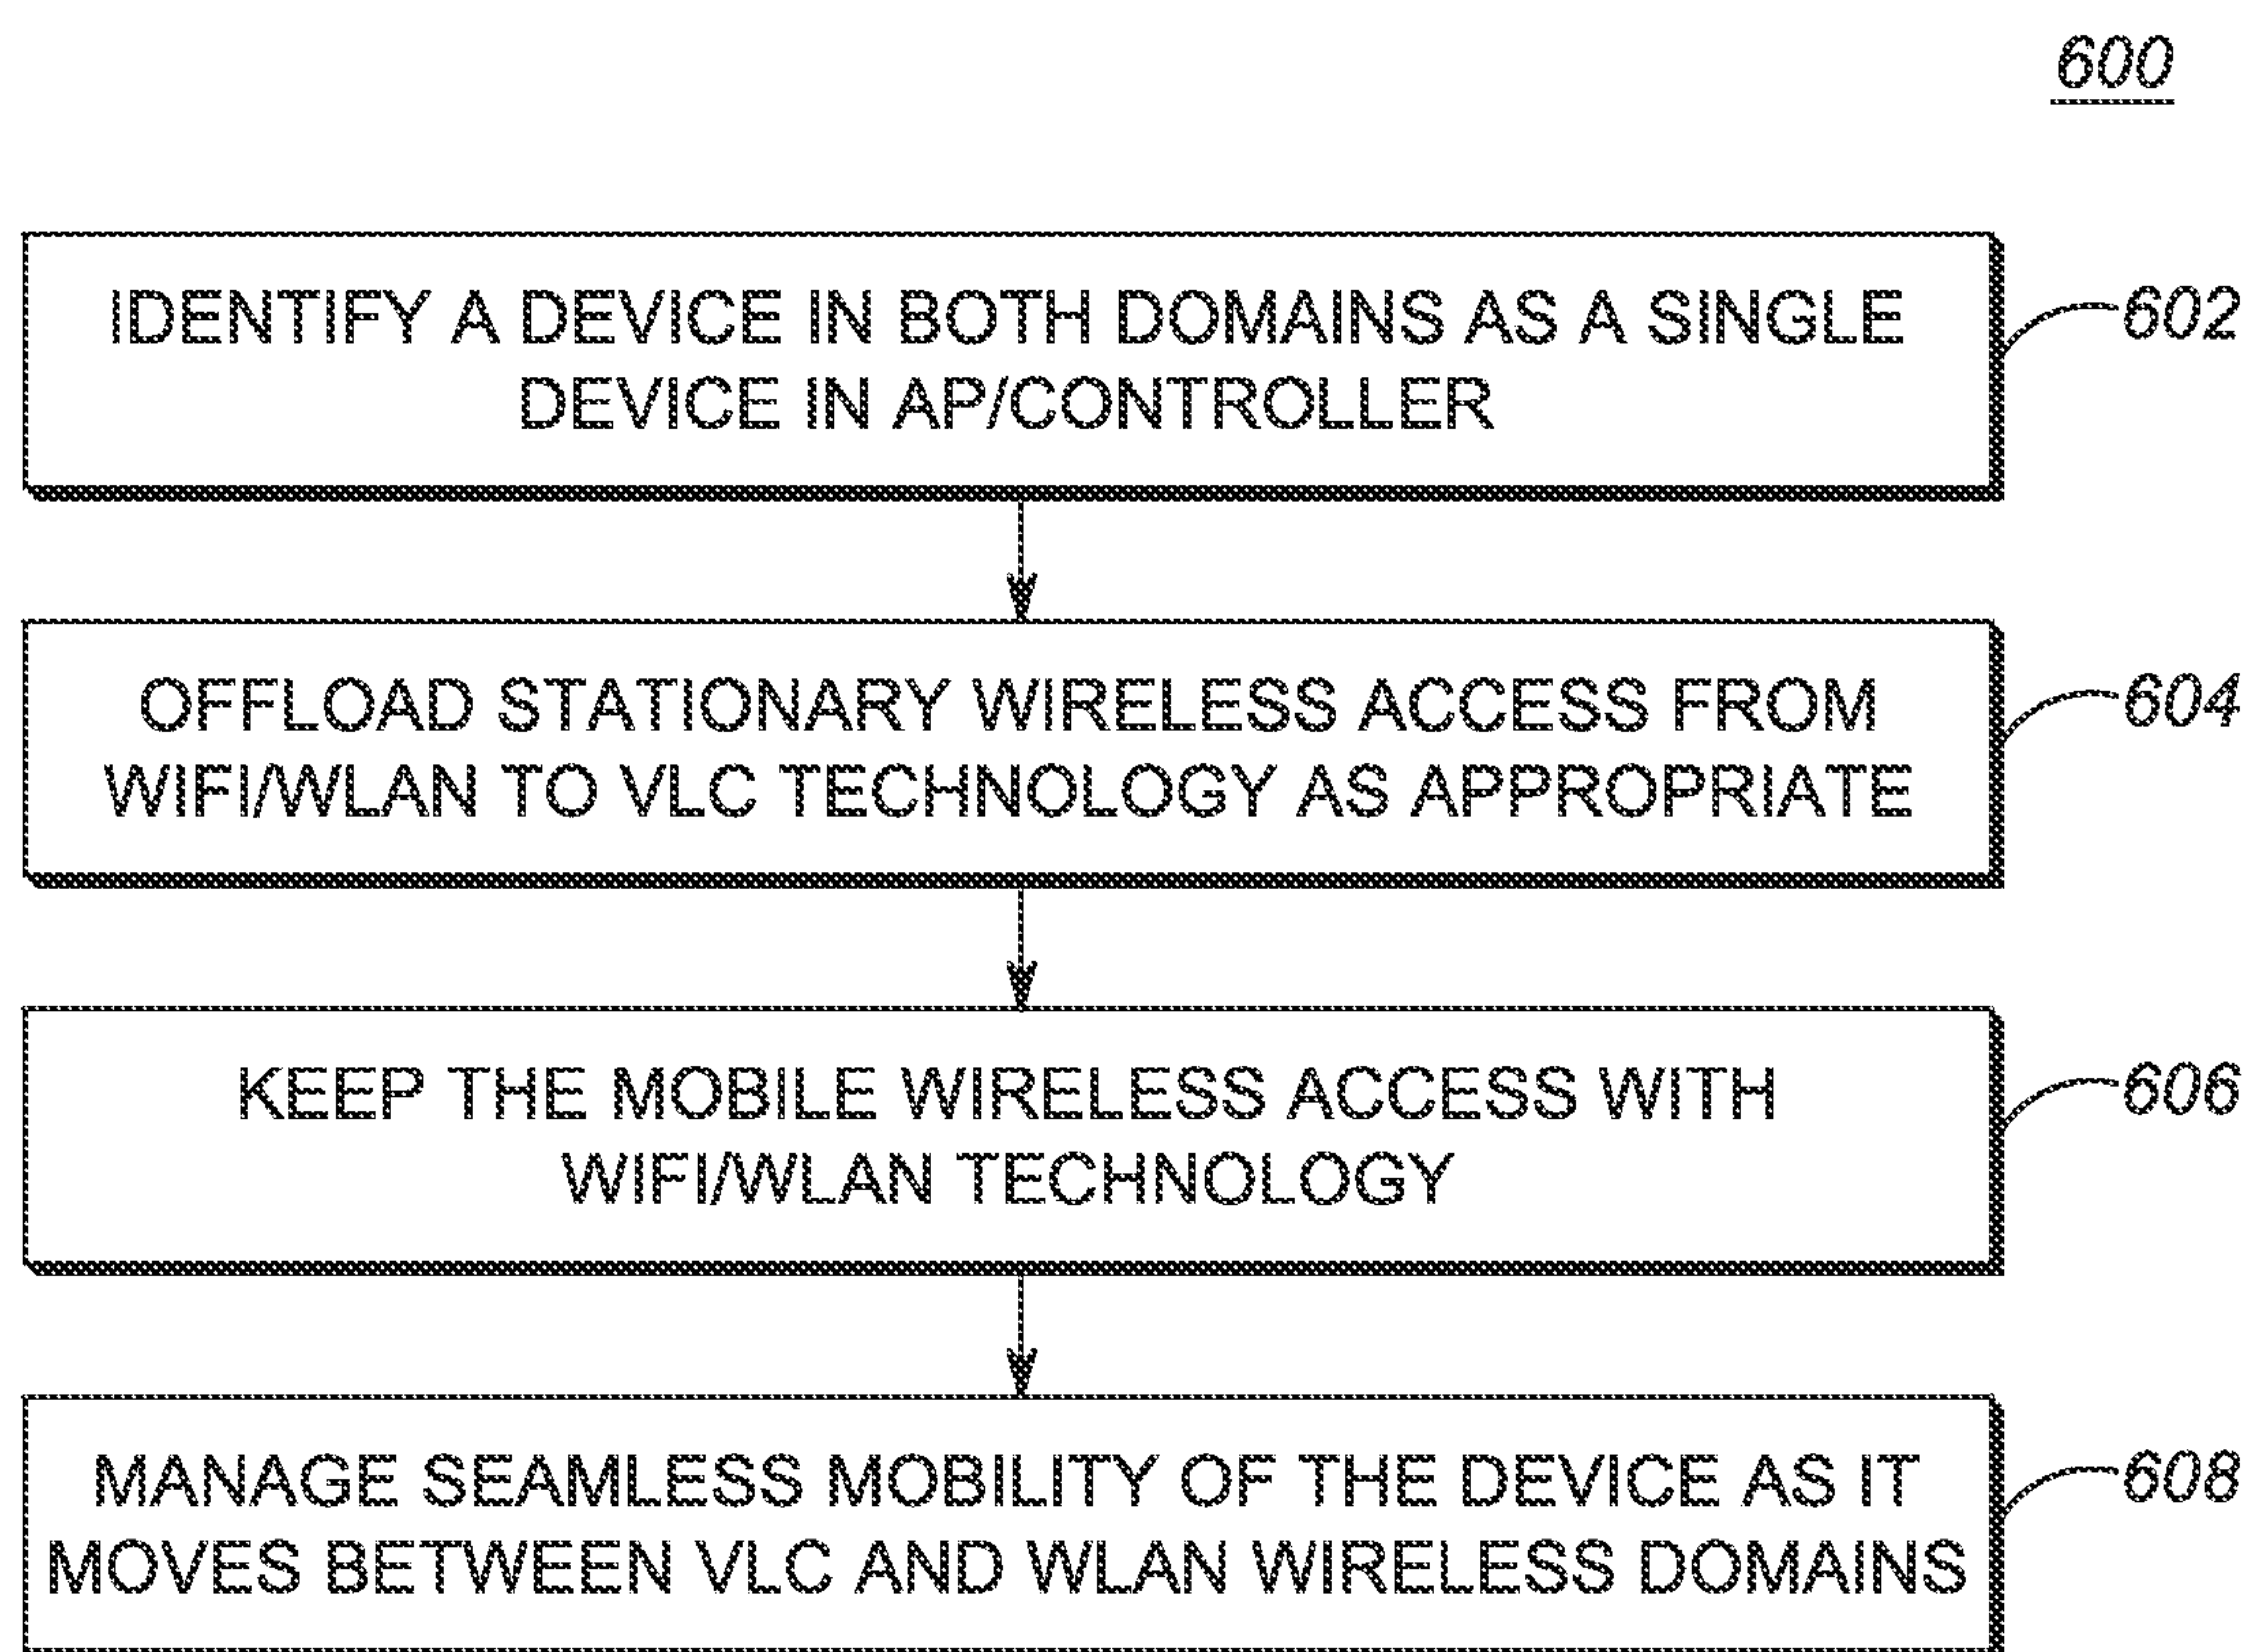 600
IDENTIFY A DEVICE IN BOTH DOMAINS AS A SINGLE
DEVICE IN AP/CONTROLLER
602
OFFLOAD STATIONARY WIRELESS ACCESS FROM
WIFI/WLAN TO VLC TECHNOLOGY AS APPROPRIATE
604
KEEP THE MOBILE WIRELESS ACCESS WITH
WIFI/WLAN TECHNOLOGY
606
MANAGE SEAMLESS MOBILITY OF THE DEVICE AS IT
MOVES BETWEEN VLC AND WLAN WIRELESS DOMAINS
608